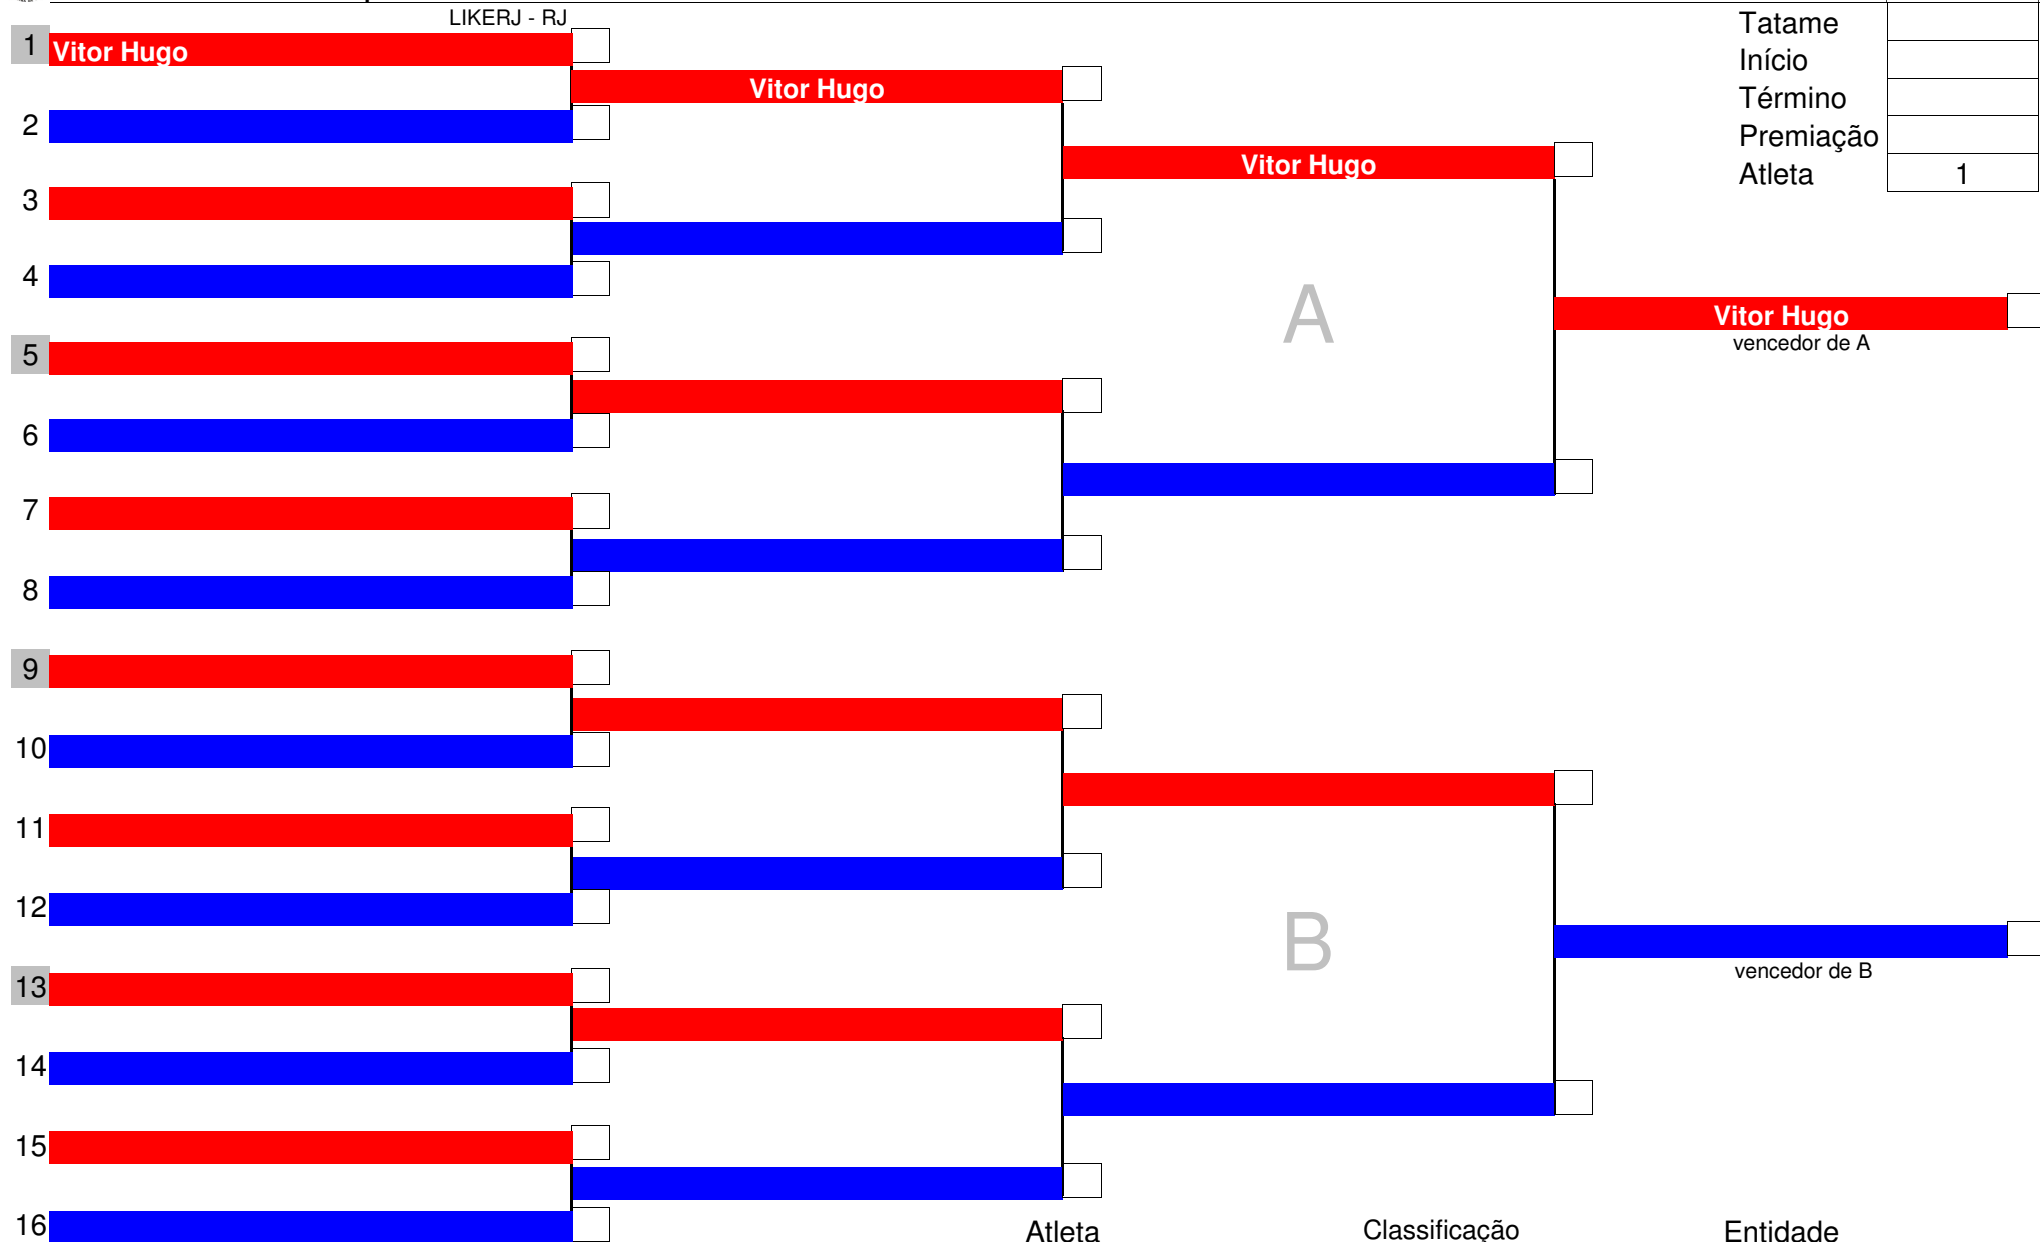 LIKERJ - RJ
Tatame
1 Vitor Hugo
Início
Vitor Hugo
Término
2
Premiação
Vitor Hugo
Atleta 1
3
4
Vitor Hugo
A
vencedor de A
5
6
7
8
9
10
11
12
B
vencedor de B
13
14
15
16
Atleta Classificação Entidade